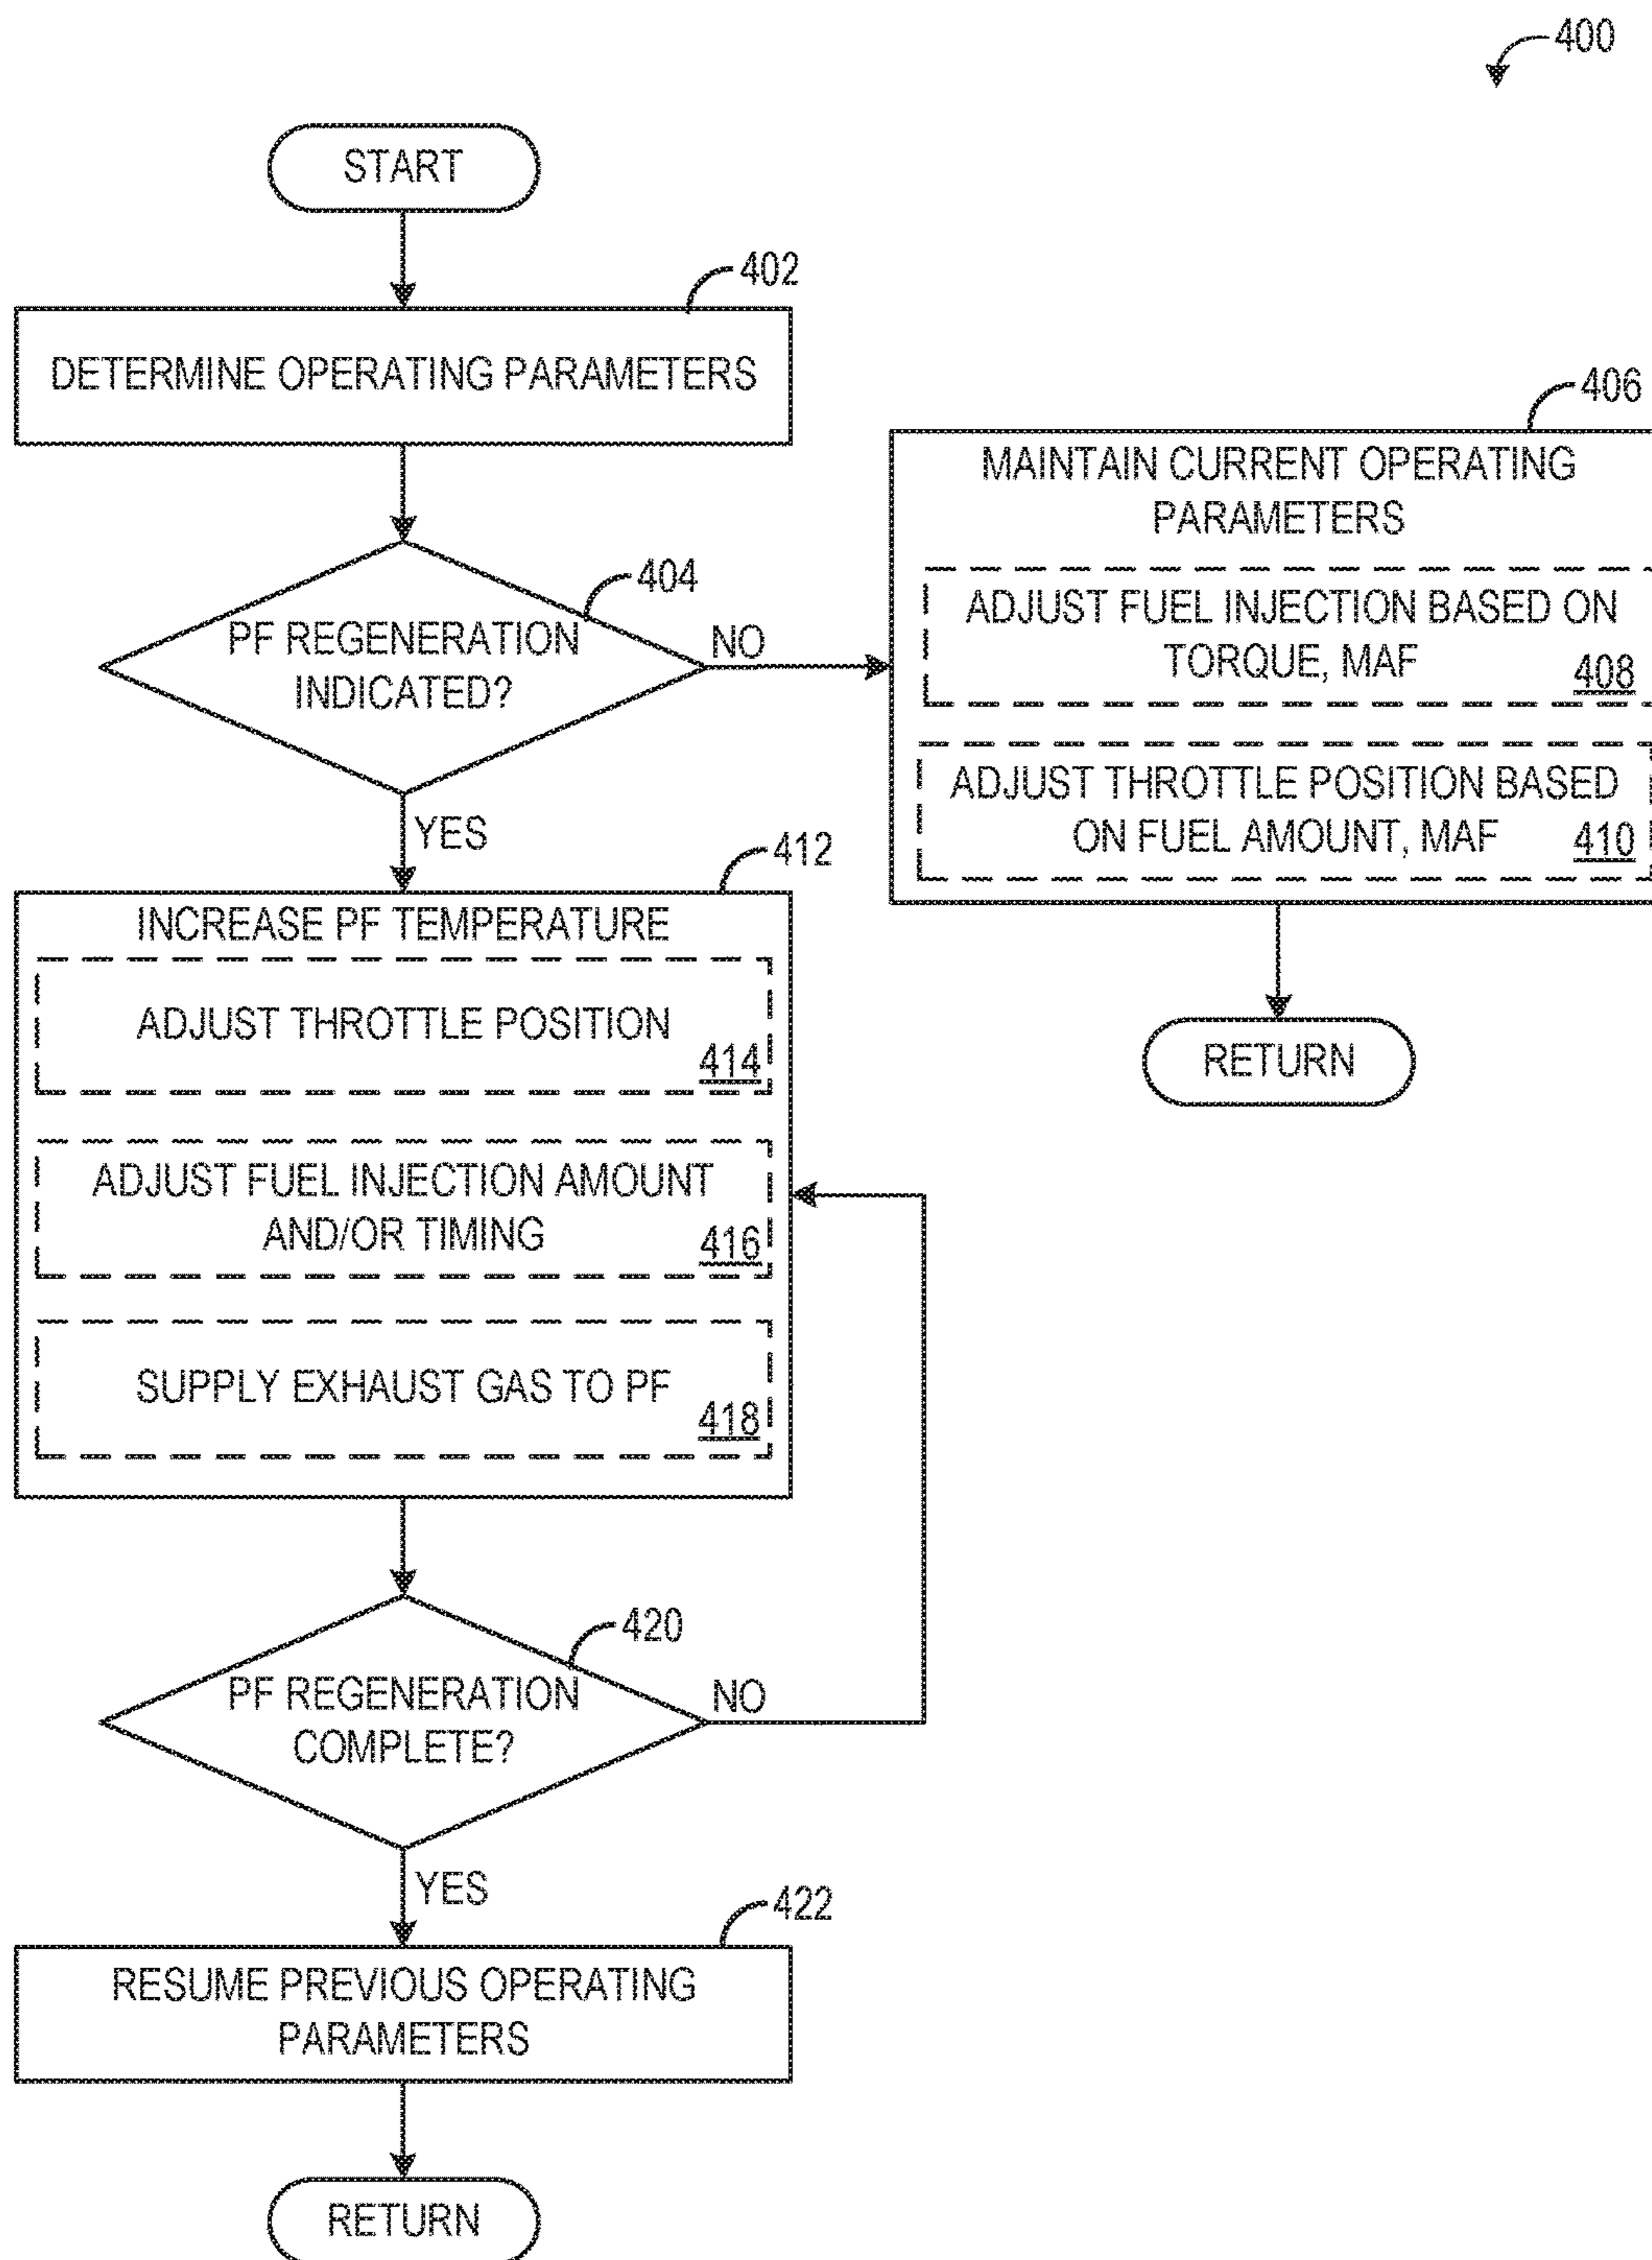 400
START
402
DETERMINE OPERATING PARAMETERS
404
PF REGENERATION
INDICATED?
NO
406
MAINTAIN CURRENT OPERATING
PARAMETERS
ADJUST FUEL INJECTION BASED ON
TORQUE, MAF
408
ADJUST THROTTLE POSITION BASED
ON FUEL AMOUNT, MAF
410
RETURN
YES
412
INCREASE PF TEMPERATURE
ADJUST THROTTLE POSITION
414
ADJUST FUEL INJECTION AMOUNT
AND/OR TIMING
416
SUPPLY EXHAUST GAS TO PF
418
420
PF REGENERATION
COMPLETE?
NO
YES
422
RESUME PREVIOUS OPERATING
PARAMETERS
RETURN